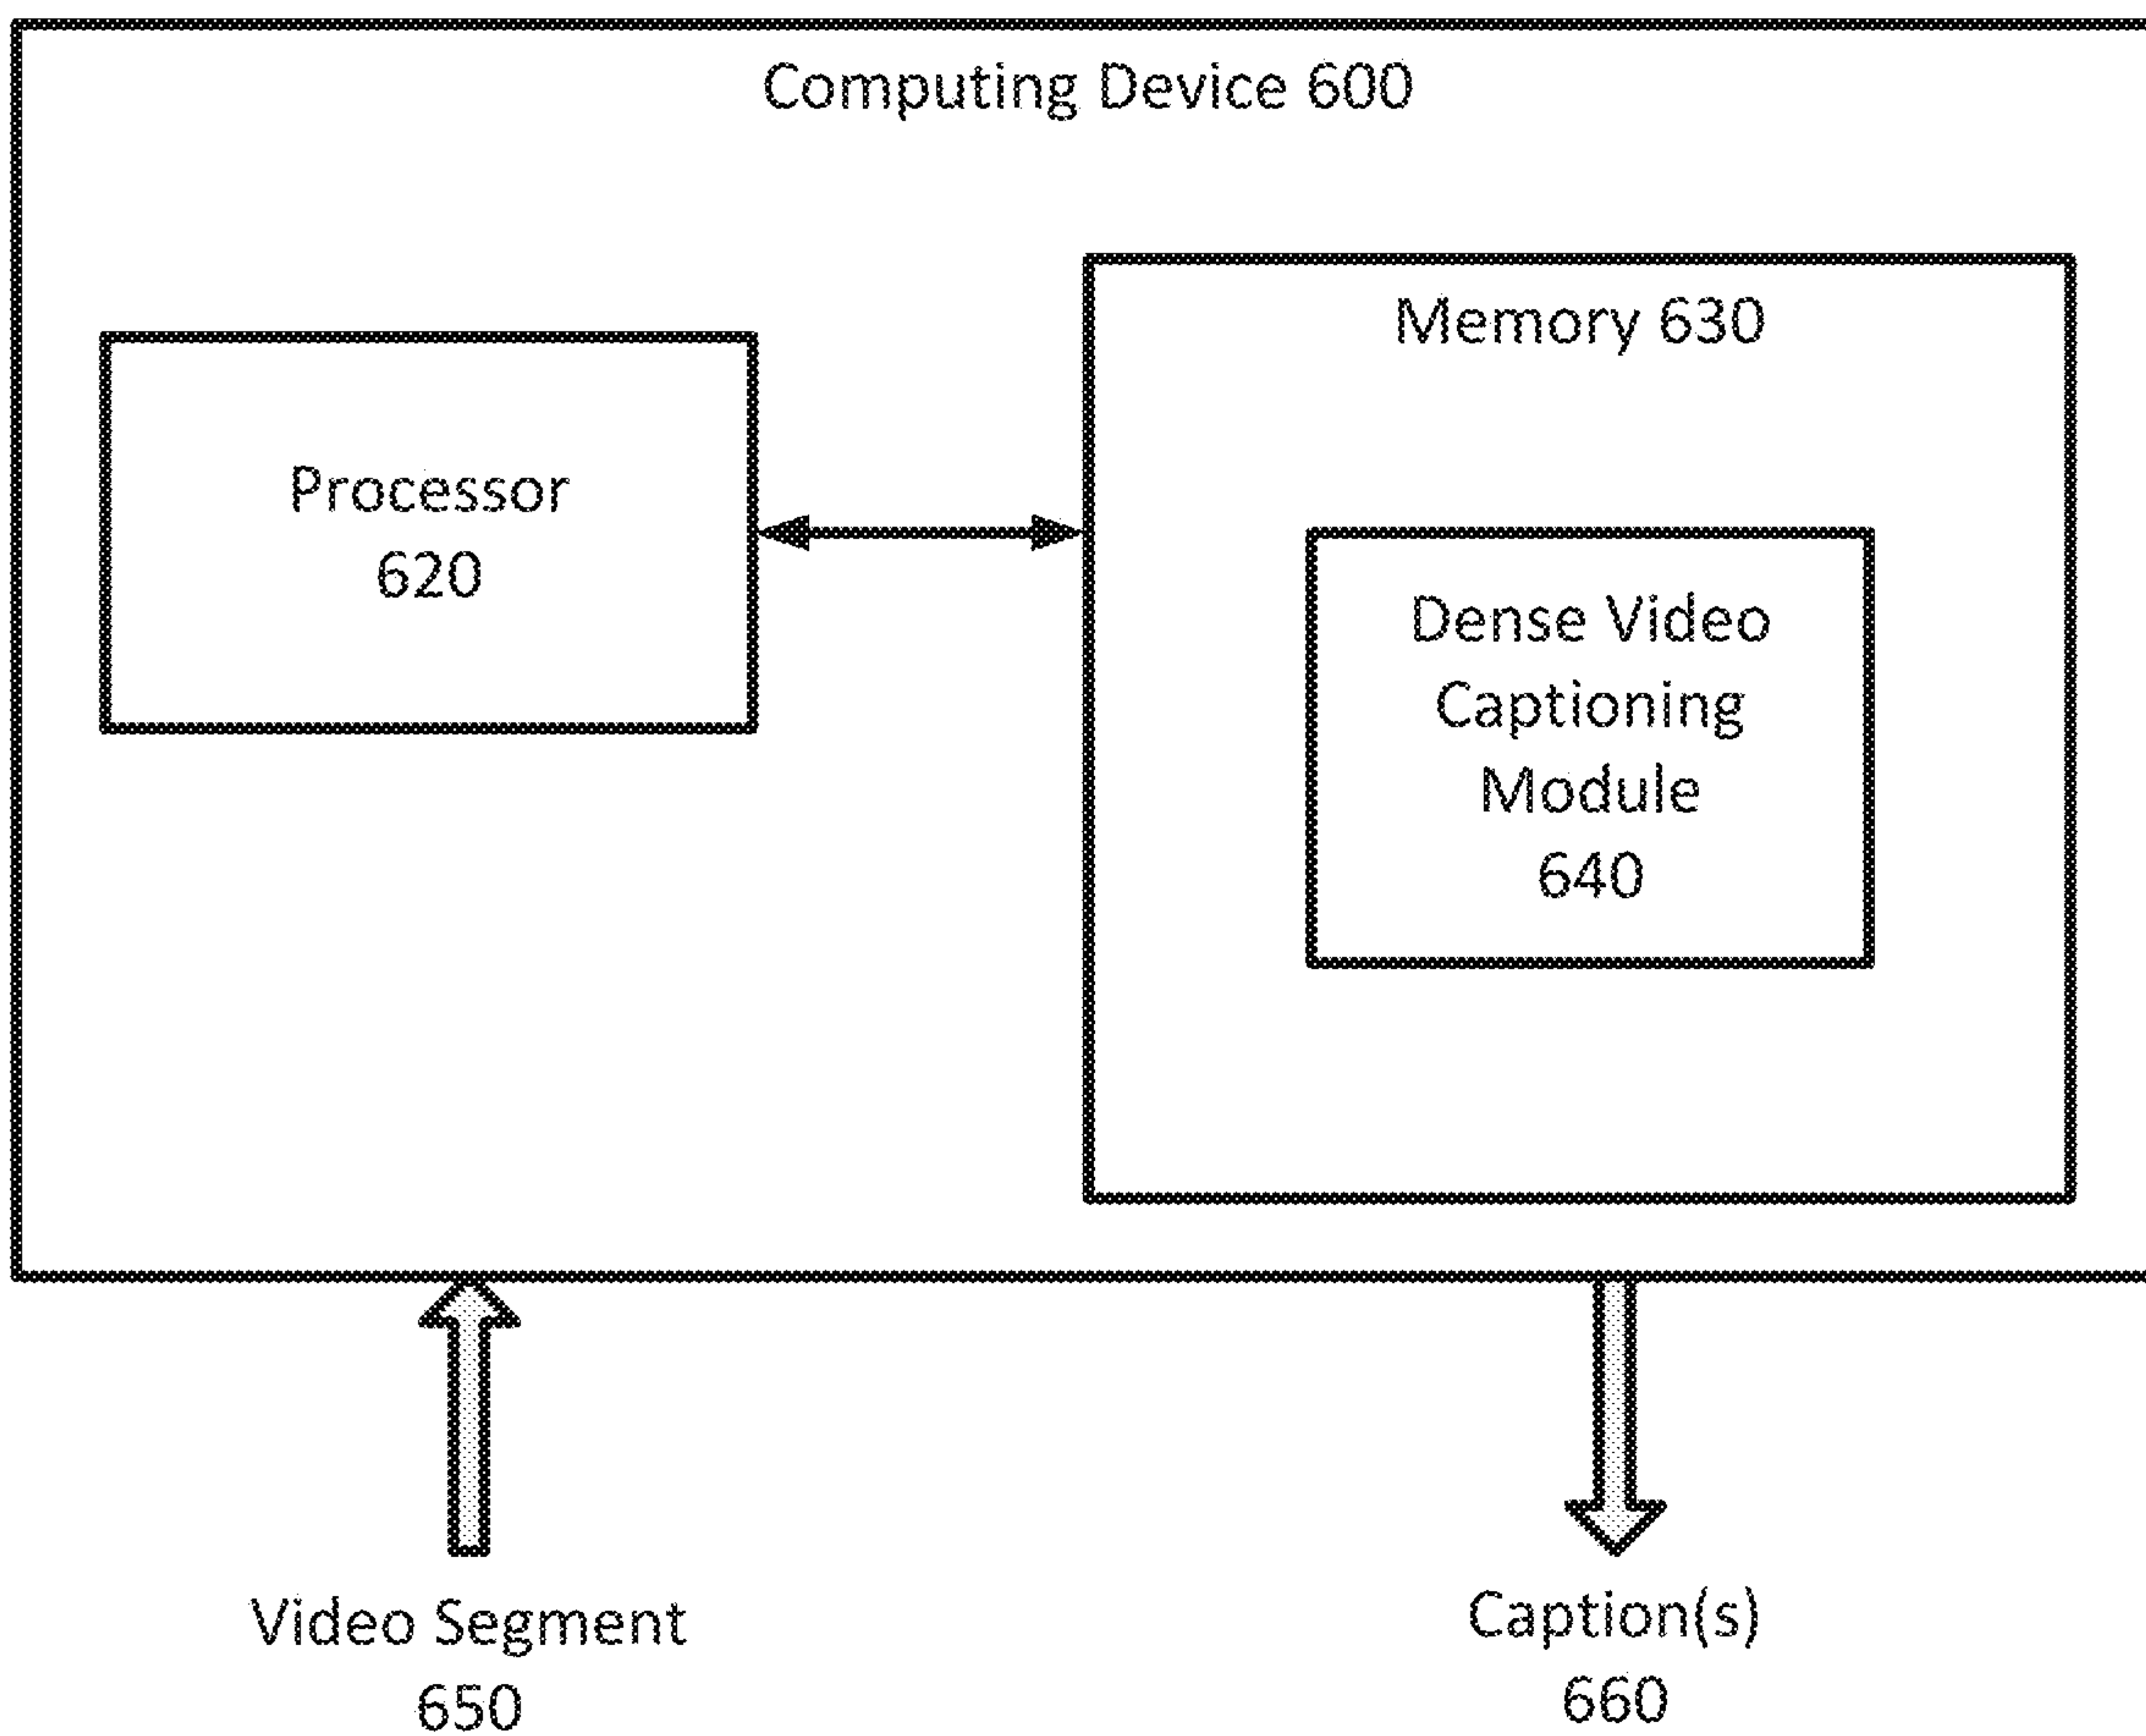 Computing Device 600
Memory 630
Processor
620
Dense Video
Captioning
Module
640
Video Segment
650
Caption(s)
660